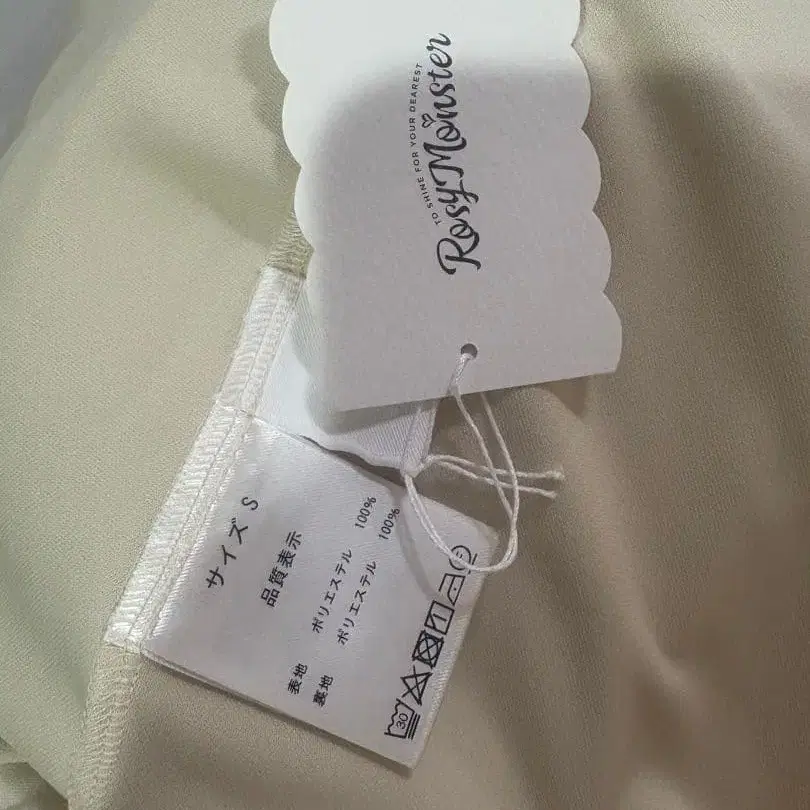 TO SHINE FOR YOUR DEAREST
RosyMonster
サイズ S
品質表示
表地 ポリエステル 100%
裏地 ポリエステル 100%
30